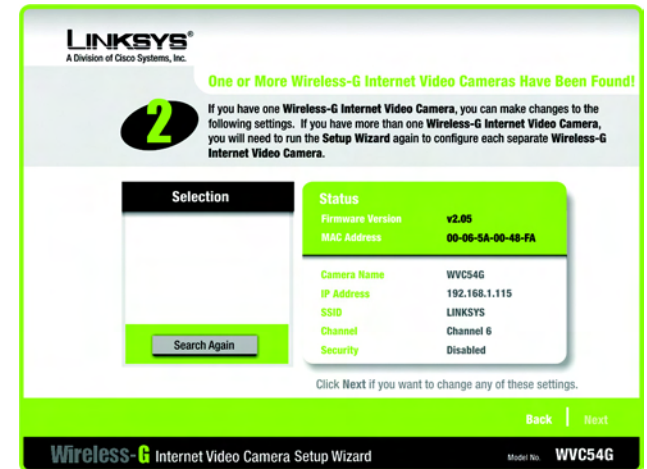 LINKSYS®
A Division of Cisco Systems, Inc.
One or More Wireless-G Internet Video Cameras Have Been Found!
2
If you have one Wireless-G Internet Video Camera, you can make changes to the
following settings. If you have more than one Wireless-G Internet Video Camera,
you will need to run the Setup Wizard again to configure each separate Wireless-G
Internet Video Camera.
Selection
Search Again
Status
Firmware Version v2.05
MAC Address 00-06-5A-00-48-FA
Camera Name WVC54G
IP Address 192.168.1.115
SSID LINKSYS
Channel Channel 6
Security Disabled
Click Next if you want to change any of these settings.
Back | Next
Wireless-G Internet Video Camera Setup Wizard Model No. WVC54G